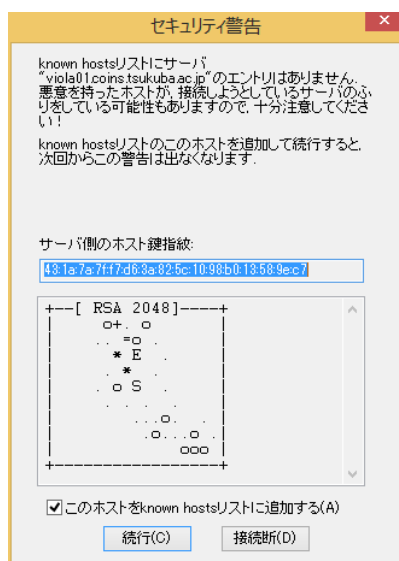 セキュリティ警告
known hostsリストにサーバ
"viola01.coins.tsukuba.ac.jp"のエントリはありません.
悪意を持ったホストが, 接続しようとしているサーバのふ
りをしている可能性もありますので, 十分注意してくださ
い!
known hostsリストのこのホストを追加して続行すると,
次回からこの警告は出なくなります.
サーバ側のホスト鍵指紋:
43:1a:7a:7f:f7:d6:3a:82:5c:10:98:b0:13:58:9e:c7
+--[ RSA 2048]----+
|      o+. o      |
|     .. =o .     |
|       * E  .    |
|      . *  .     |
|     . o S  .    |
|    . . .  .     |
|         ...o.  .|
|         .o...o .|
|             ooo |
+-----------------+
このホストをknown hostsリストに追加する(A)
続行(C)
接続断(D)